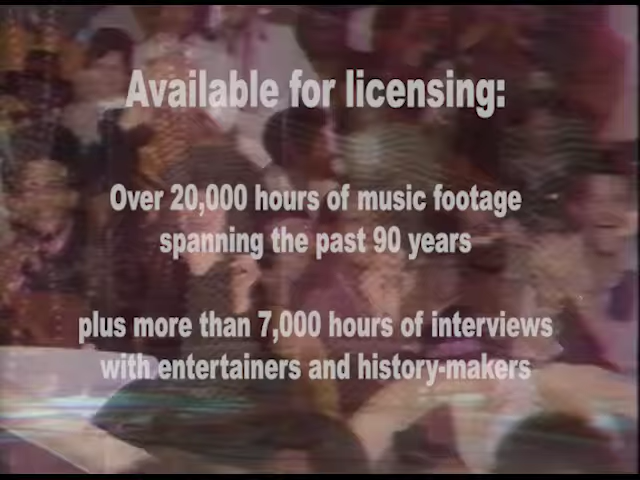 Available for licensing:
Over 20,000 hours of music footage
spanning the past 90 years
plus more than 7,000 hours of interviews
with entertainers and history-makers